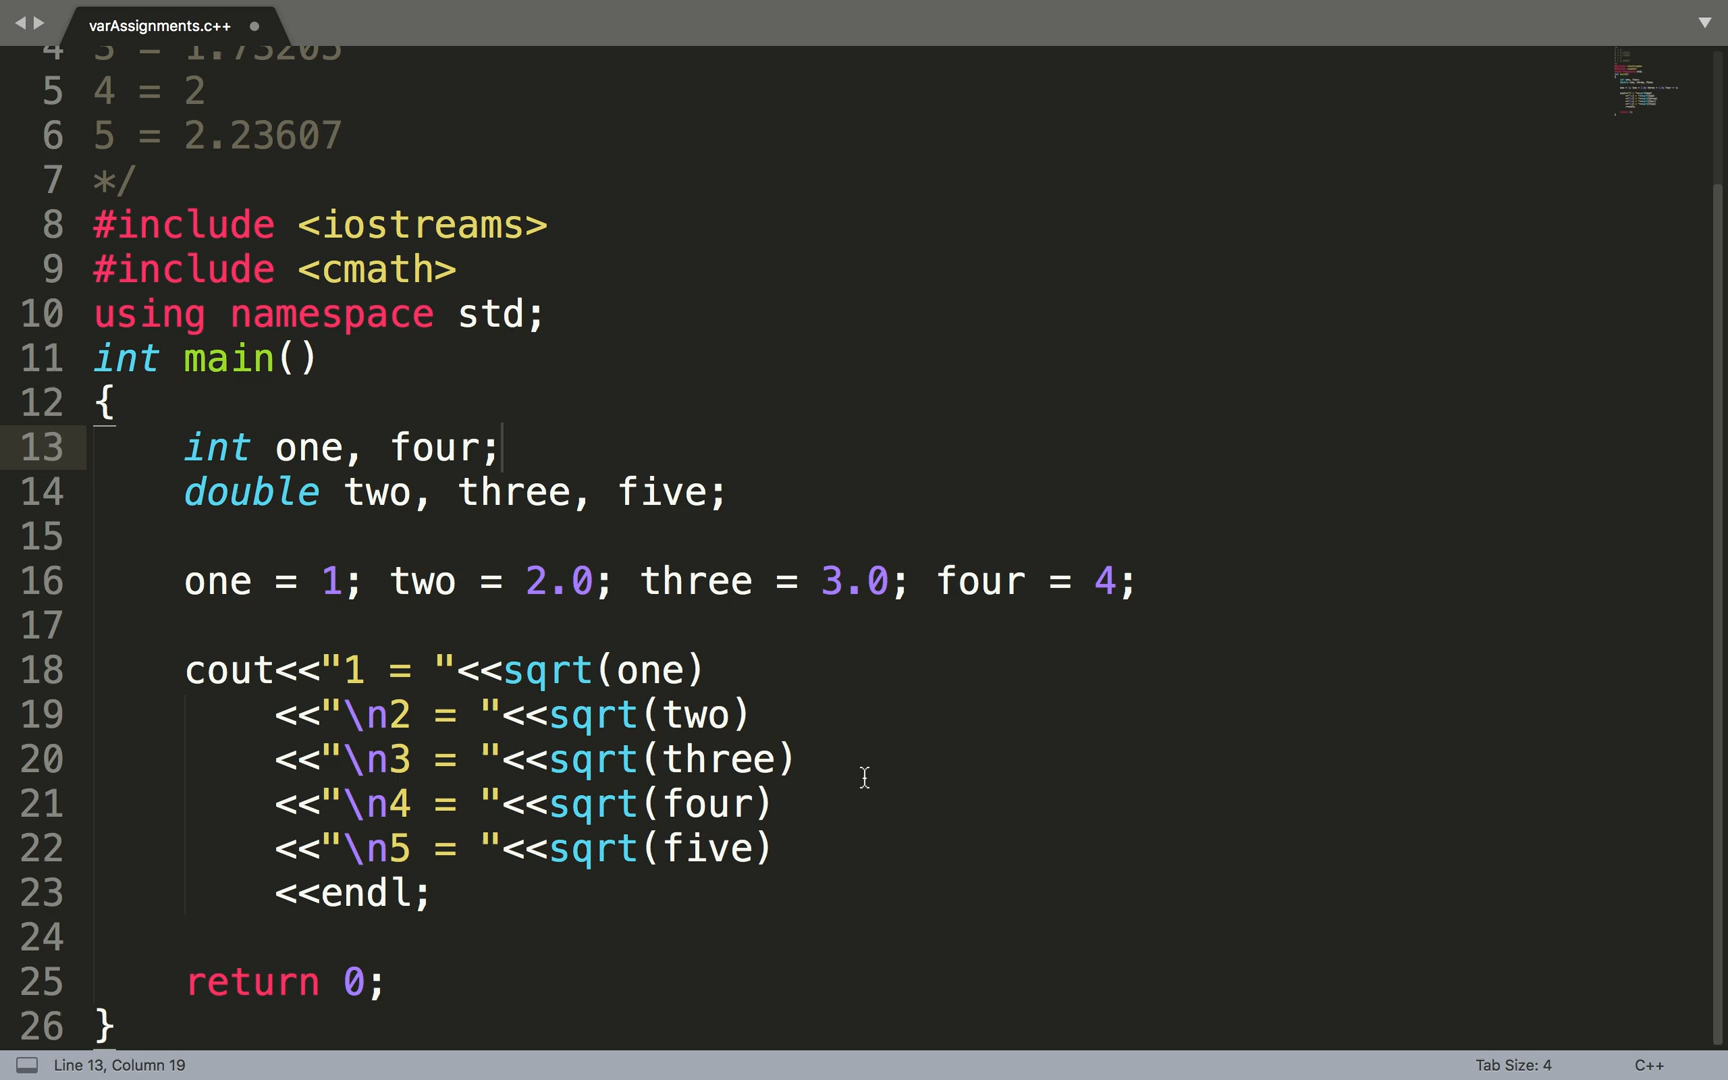 varAssignments.c++
4 3 = 1.73205
5 4 = 2
6 5 = 2.23607
7 */
8 #include <iostreams>
9 #include <cmath>
10 using namespace std;
11 int main()
12 {
13 int one, four;
14 double two, three, five;
15
16 one = 1; two = 2.0; three = 3.0; four = 4;
17
18 cout<<"1 = "<<sqrt(one)
19 <<"\n2 = "<<sqrt(two)
20 <<"\n3 = "<<sqrt(three)
21 <<"\n4 = "<<sqrt(four)
22 <<"\n5 = "<<sqrt(five)
23 <<endl;
24
25 return 0;
26 }
Line 13, Column 19 Tab Size: 4 C++